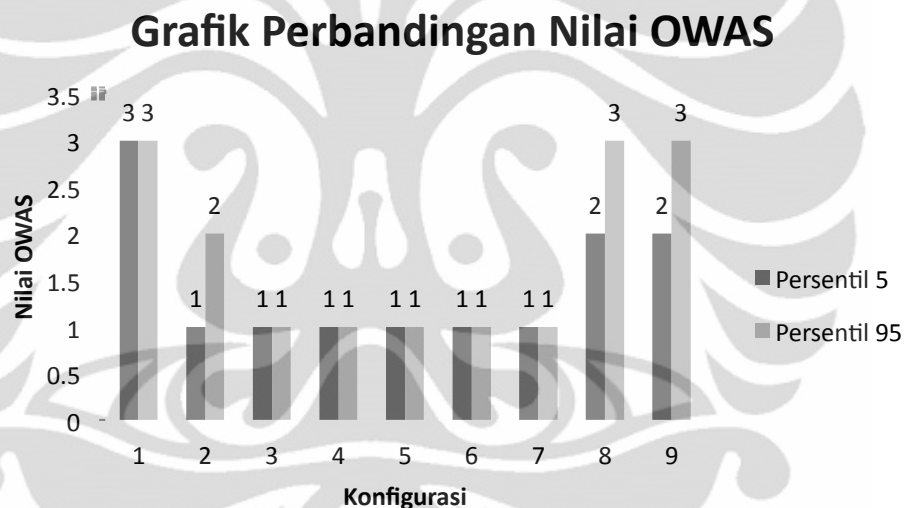 Grafik Perbandingan Nilai OWAS
3.5
3
2.5
2
1.5
1
0.5
0
Nilai OWAS
3 3
1 2
1 1
1 1
1 1
1 1
1 1
2 3
2 3
1 2 3 4 5 6 7 8 9
Konfigurasi
Persentil 5
Persentil 95